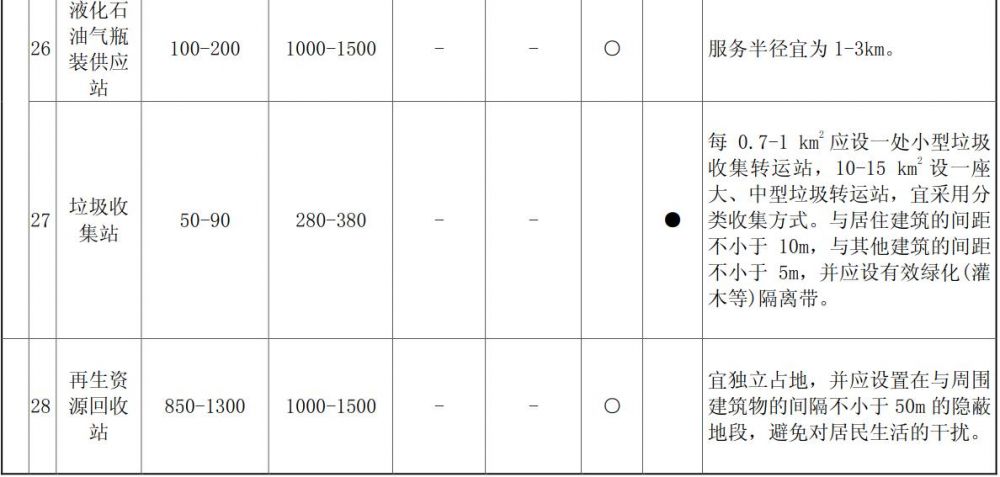 26 液化石油气瓶装供应站 100-200 1000-1500 - - ○ 服务半径宜为1-3km。
27 垃圾收集站 50-90 280-380 - - ● 每 0.7-1 km²应设一处小型垃圾
收集转运站，10-15 km²设一座
大、中型垃圾转运站，宜采用分
类收集方式。与居住建筑的间距
不小于 10m，与其他建筑的间距
不小于 5m，并应设有效绿化(灌
木等)隔离带。
28 再生资源回收站 850-1300 1000-1500 - - ○ 宜独立占地，并应设置在与周围
建筑物的间隔不小于50m的隐蔽
地段，避免对居民生活的干扰。